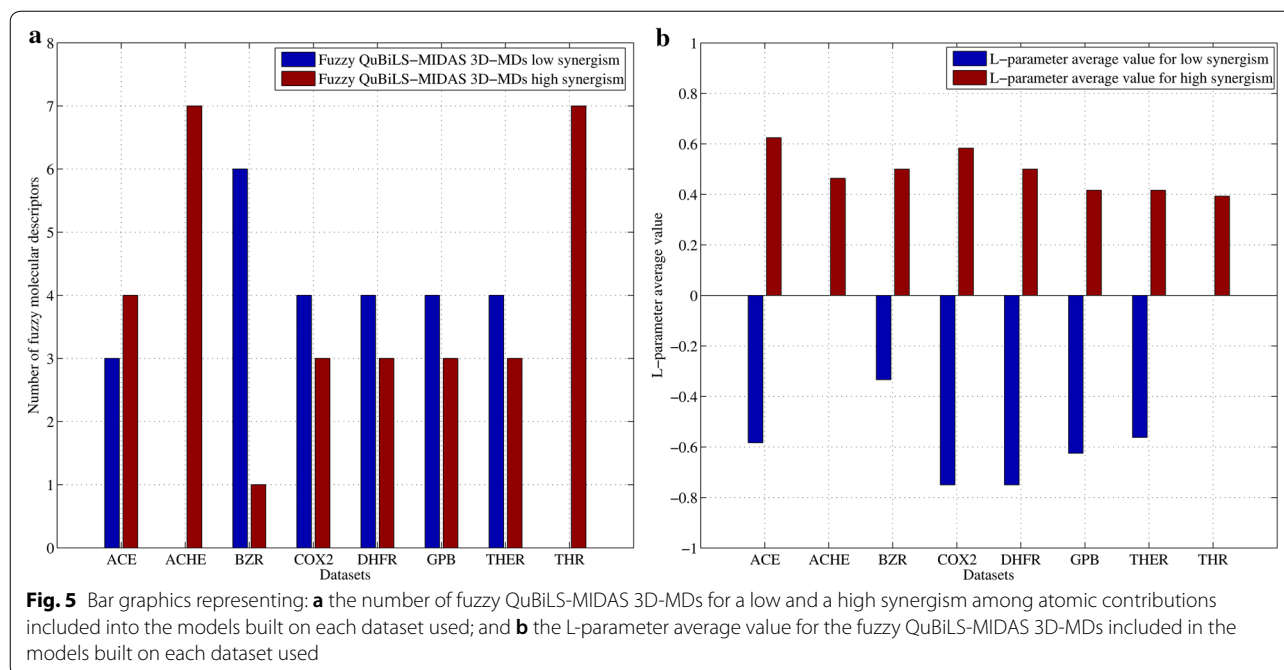 a
Fuzzy QuBiLS−MIDAS 3D−MDs low synergism
Fuzzy QuBiLS−MIDAS 3D−MDs high synergism
Number of fuzzy molecular descriptors
8
7
6
5
4
3
2
1
0
ACE ACHE BZR COX2 DHFR GPB THER THR
Datasets
b
L−parameter average value for low synergism
L−parameter average value for high synergism
L−parameter average value
1
0.8
0.6
0.4
0.2
0
−0.2
−0.4
−0.6
−0.8
−1
ACE ACHE BZR COX2 DHFR GPB THER THR
Datasets
Fig. 5 Bar graphics representing: a the number of fuzzy QuBiLS-MIDAS 3D-MDs for a low and a high synergism among atomic contributions
included into the models built on each dataset used; and b the L-parameter average value for the fuzzy QuBiLS-MIDAS 3D-MDs included in the
models built on each dataset used